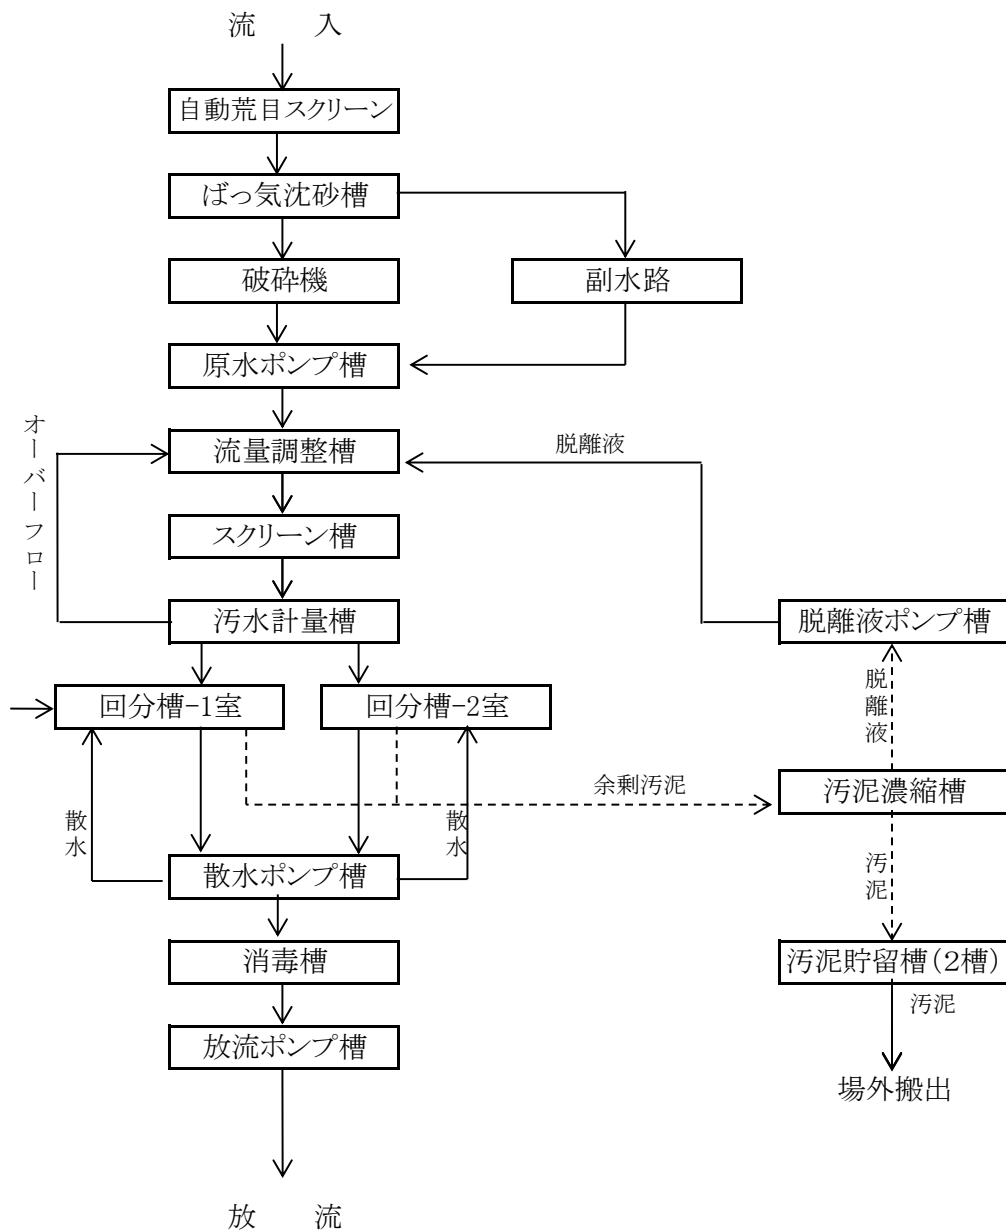 流 入
自動荒目スクリーン
ばっ気沈砂槽
破砕機
副水路
原水ポンプ槽
オーバーフロー
流量調整槽
脱離液
スクリーン槽
汚水計量槽
脱離液ポンプ槽
回分槽-1室
回分槽-2室
脱離液
余剰汚泥
汚泥濃縮槽
散水
散水
汚泥
散水ポンプ槽
消毒槽
汚泥貯留槽(2槽)
汚泥
放流ポンプ槽
場外搬出
放 流